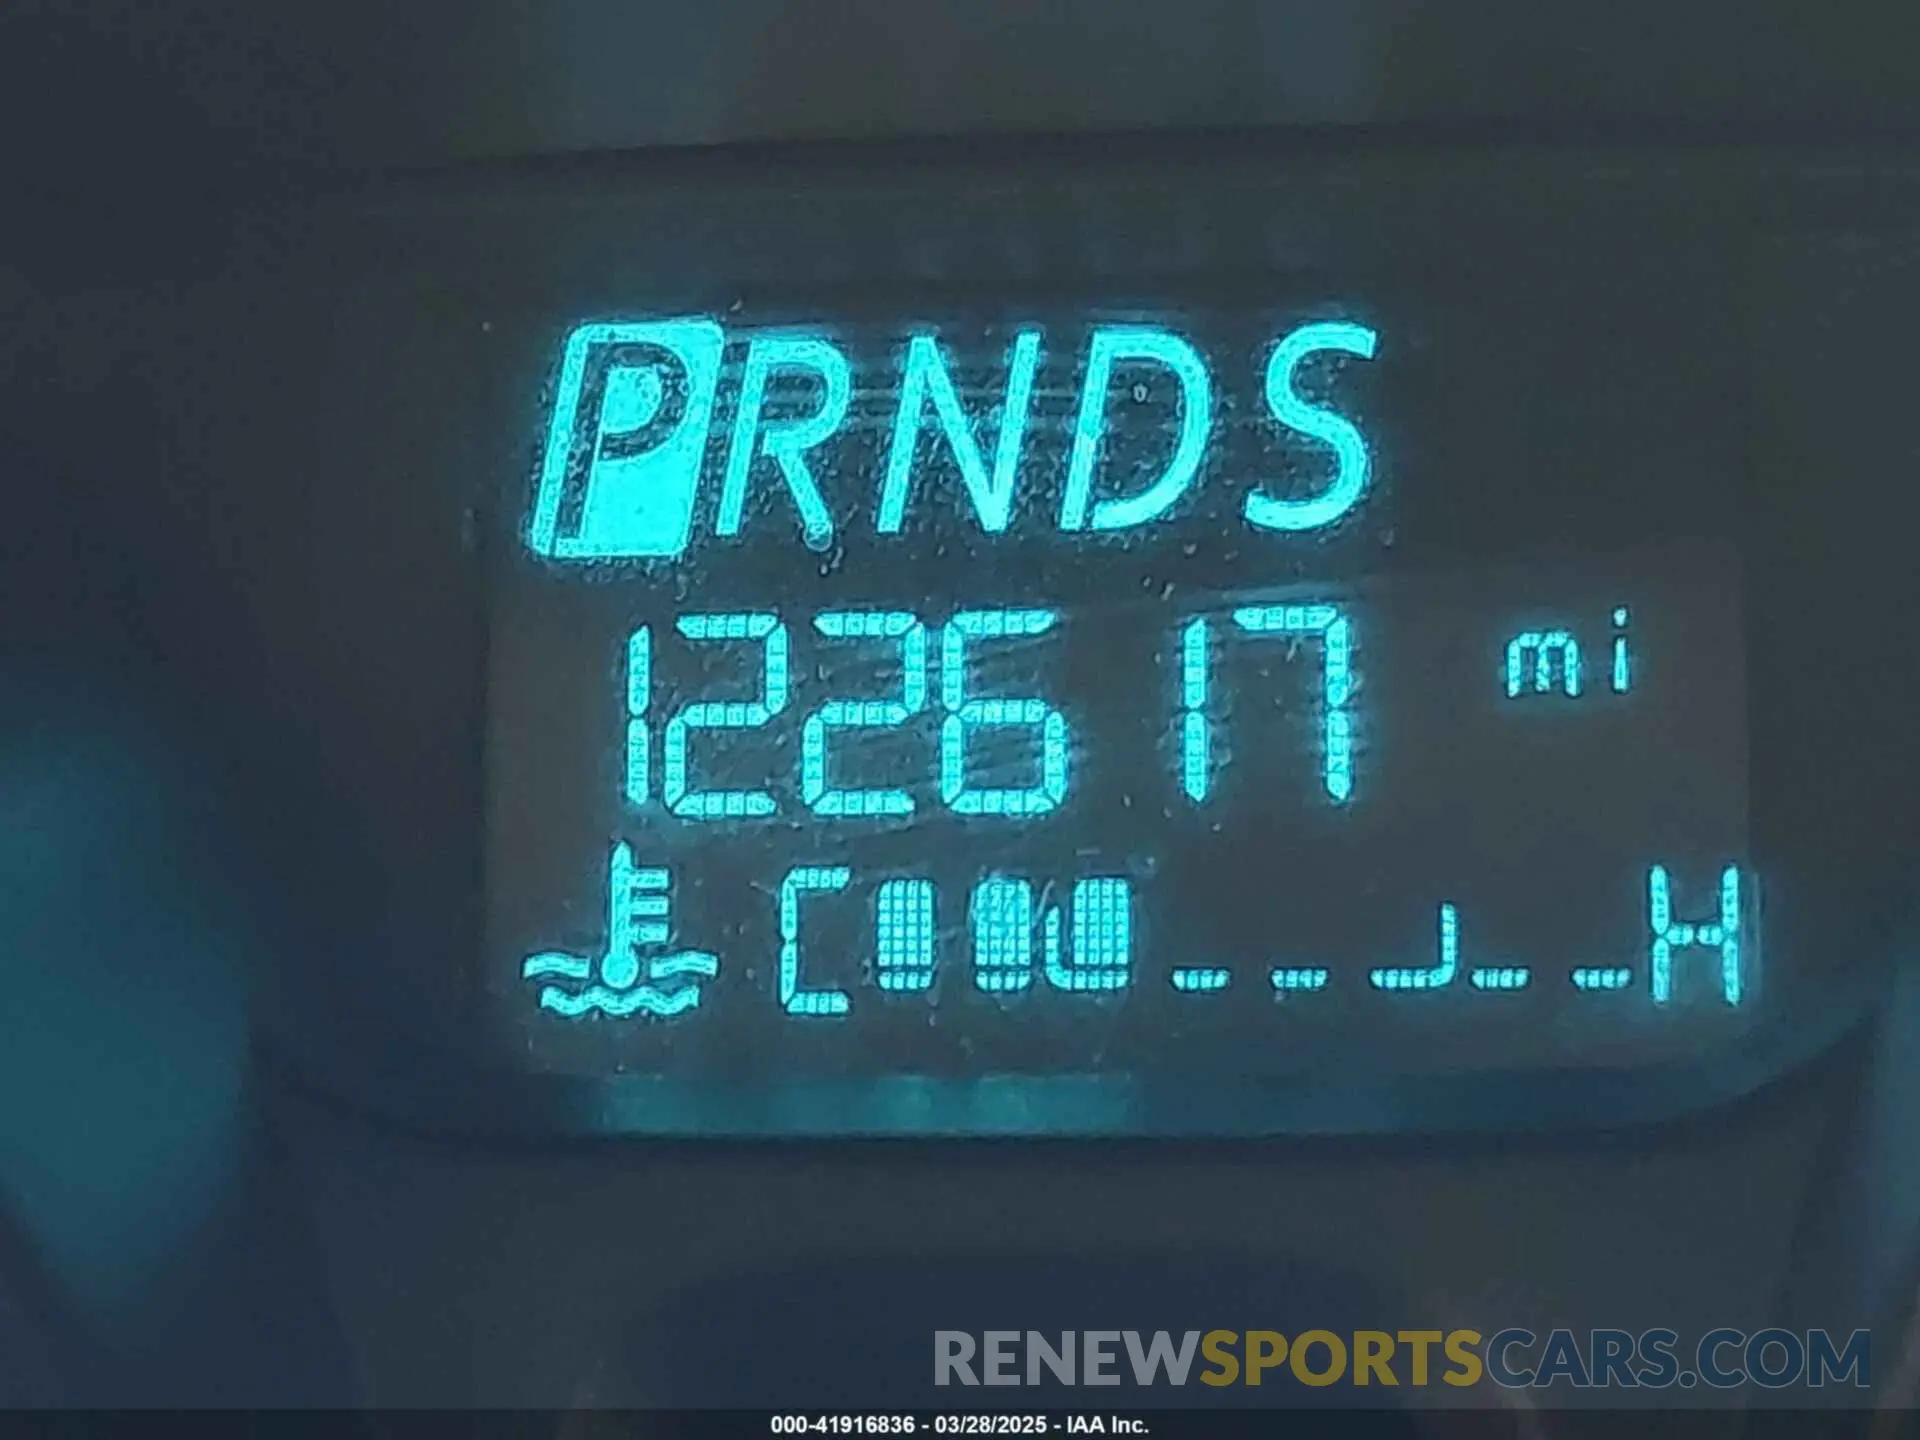 PRNDS
122617 mi
C H
RENEWSPORTSCARS.COM
000-41916836 - 03/28/2025 - IAA Inc.